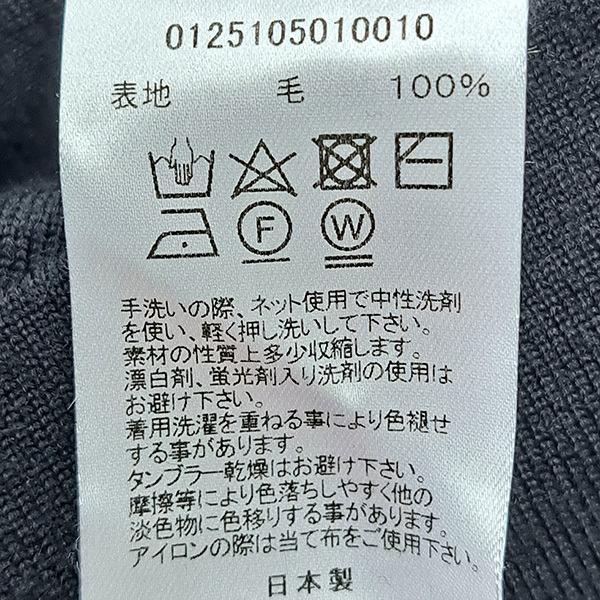 0125105010010
表地 毛 100%
F W
手洗いの際、ネット使用で中性洗剤
を使い、軽く押し洗いして下さい。
素材の性質上多少収縮します。
漂白剤、蛍光剤入り洗剤の使用は
お避け下さい。
着用洗濯を重ねる事により色褪せ
する事があります。
タンブラー乾燥はお避け下さい。
摩擦等により色落ちしやすく他の
淡色物に色移りする事があります。
アイロンの際は当て布をご使用下さい。
日本製